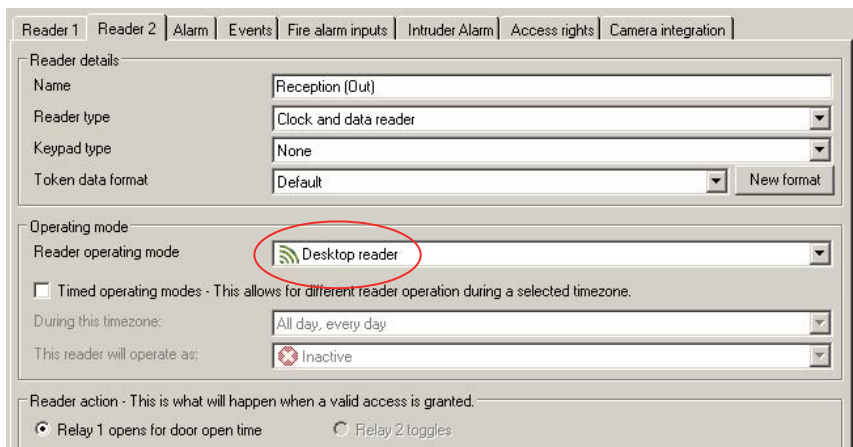 Reader 1 Reader 2 Alarm Events Fire alarm inputs Intruder Alarm Access rights Camera integration
Reader details
Name Reception (Out)
Reader type Clock and data reader
Keypad type None
Token data format Default New format
Operating mode
Reader operating mode Desktop reader
Timed operating modes - This allows for different reader operation during a selected timezone.
During this timezone: All day, every day
This reader will operate as: Inactive
Reader action - This is what will happen when a valid access is granted.
Relay 1 opens for door open time Relay 2 toggles